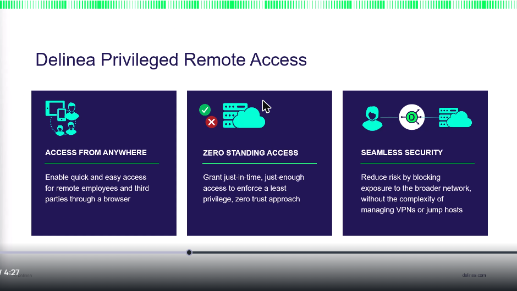 Delinea Privileged Remote Access
ACCESS FROM ANYWHERE
Enable quick and easy access
for remote employees and third
parties through a browser
ZERO STANDING ACCESS
Grant just-in time, just-enough
access to enforce a least
privilege, zero trust approach
SEAMLESS SECURITY
Reduce risk by blocking
exposure to the broader network,
without the complexity of
managing VPNs or jump hosts
/ 4:27
delinea.com